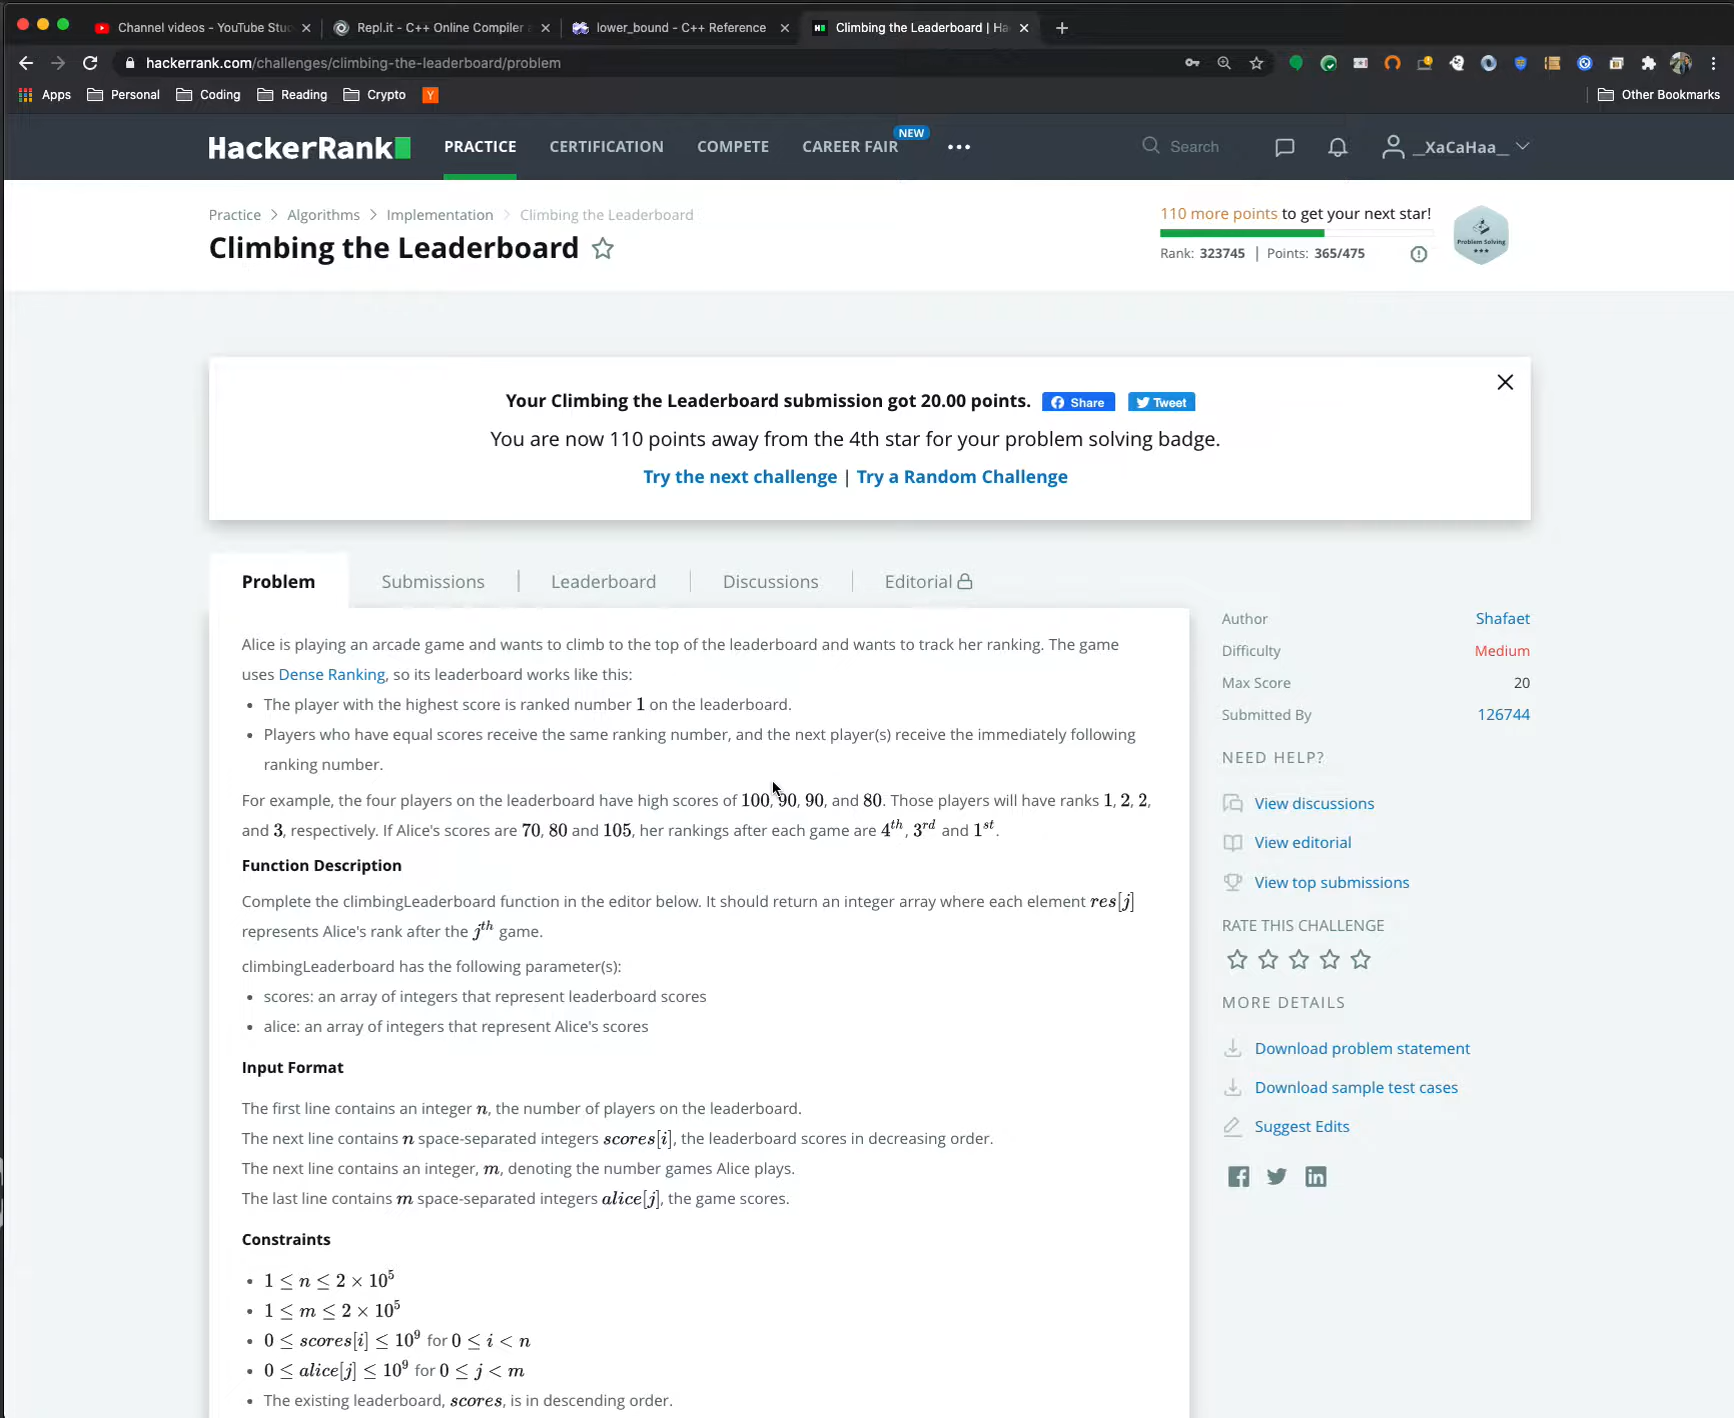 Channel videos - YouTube Stu
Repl.it - C++ Online Compiler
lower_bound - C++ Reference
Climbing the Leaderboard | Ha
hackerrank.com/challenges/climbing-the-leaderboard/problem
Apps Personal Coding Reading Crypto Y Other Bookmarks
HackerRank PRACTICE CERTIFICATION COMPETE CAREER FAIR NEW ••• Search __XaCaHaa__
Practice > Algorithms > Implementation > Climbing the Leaderboard
Climbing the Leaderboard
110 more points to get your next star!
Rank: 323745 | Points: 365/475
Problem Solving
Your Climbing the Leaderboard submission got 20.00 points. Share Tweet
You are now 110 points away from the 4th star for your problem solving badge.
Try the next challenge | Try a Random Challenge
Problem Submissions | Leaderboard | Discussions | Editorial
Alice is playing an arcade game and wants to climb to the top of the leaderboard and wants to track her ranking. The game
uses Dense Ranking, so its leaderboard works like this:
• The player with the highest score is ranked number 1 on the leaderboard.
• Players who have equal scores receive the same ranking number, and the next player(s) receive the immediately following
ranking number.
For example, the four players on the leaderboard have high scores of 100, 90, 90, and 80. Those players will have ranks 1, 2, 2,
and 3, respectively. If Alice's scores are 70, 80 and 105, her rankings after each game are 4th, 3rd and 1st.
Function Description
Complete the climbingLeaderboard function in the editor below. It should return an integer array where each element res[j]
represents Alice's rank after the jth game.
climbingLeaderboard has the following parameter(s):
• scores: an array of integers that represent leaderboard scores
• alice: an array of integers that represent Alice's scores
Input Format
The first line contains an integer n, the number of players on the leaderboard.
The next line contains n space-separated integers scores[i], the leaderboard scores in decreasing order.
The next line contains an integer, m, denoting the number games Alice plays.
The last line contains m space-separated integers alice[j], the game scores.
Constraints
• 1 ≤ n ≤ 2 × 10⁵
• 1 ≤ m ≤ 2 × 10⁵
• 0 ≤ scores[i] ≤ 10⁹ for 0 ≤ i < n
• 0 ≤ alice[j] ≤ 10⁹ for 0 ≤ j < m
• The existing leaderboard, scores, is in descending order.
Author Shafaet
Difficulty Medium
Max Score 20
Submitted By 126744
NEED HELP?
View discussions
View editorial
View top submissions
RATE THIS CHALLENGE
MORE DETAILS
Download problem statement
Download sample test cases
Suggest Edits